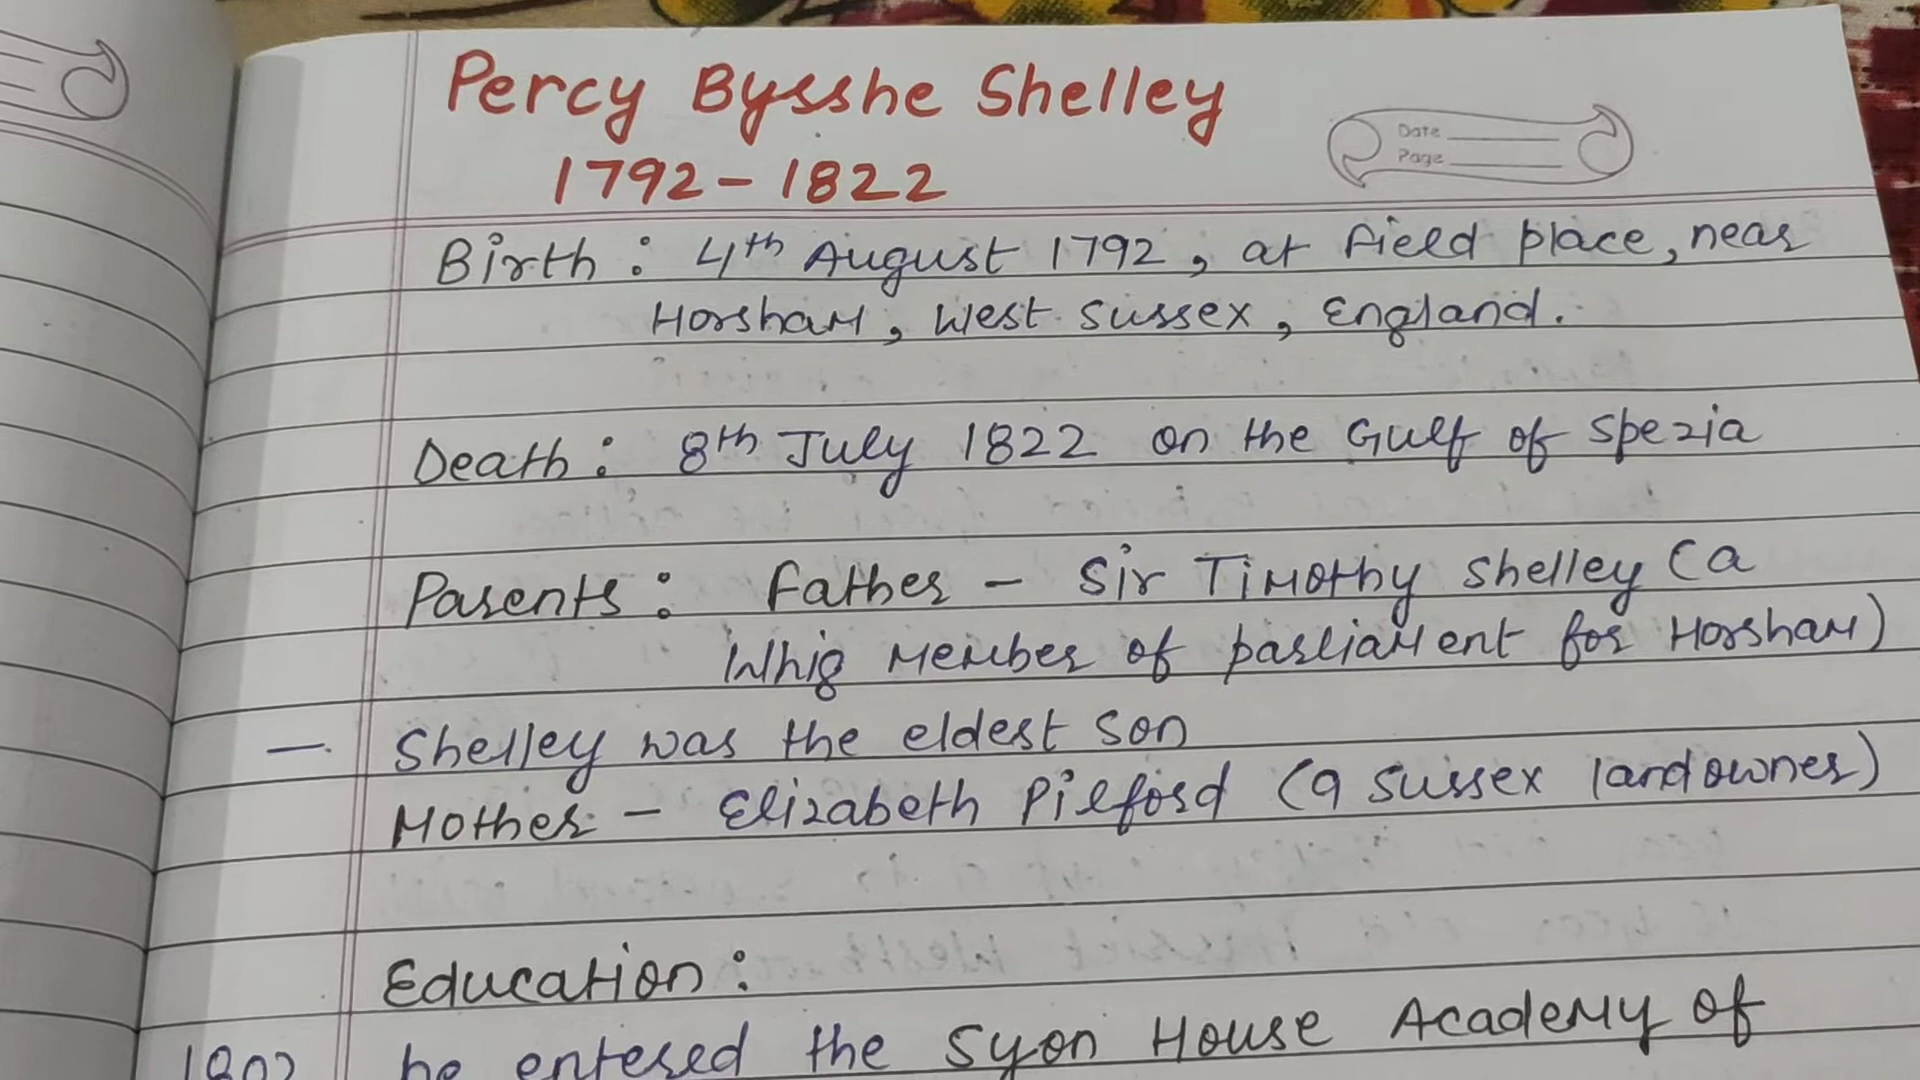 Percy Bysshe Shelley
1792-1822
Date
Page
Birth : 4th August 1792, at Field place, near
Horsham, West Sussex, England.
Death : 8th July 1822 on the Gulf of Spezia
Parents : Father - Sir Timothy Shelley (a
Whig Member of parliament for Horsham)
— Shelley was the eldest son
Mother - Elizabeth Pilford (a Sussex landowner)
Education :
1802 he entered the Syon House Academy of